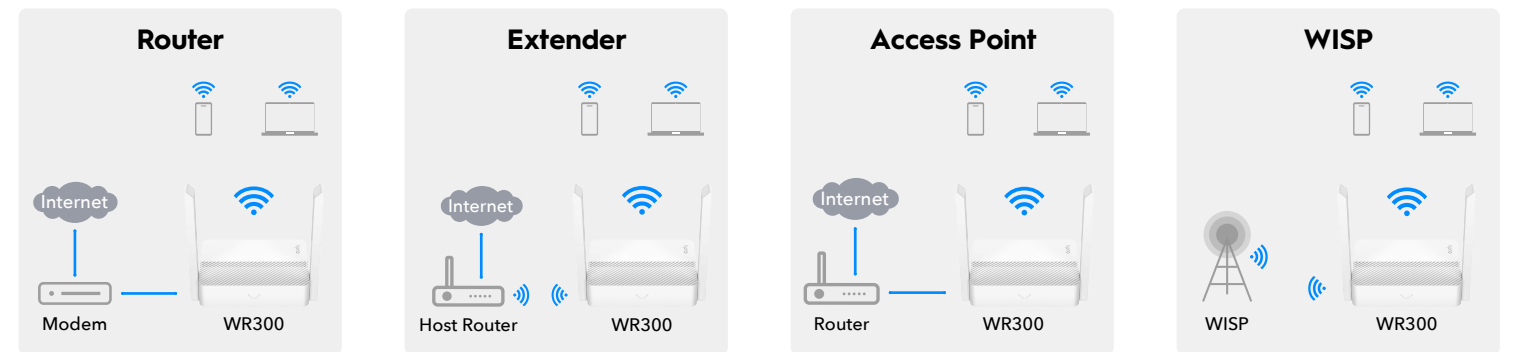 Router
Internet
Modem
WR300
Extender
Internet
Host Router
WR300
Access Point
Internet
Router
WR300
WISP
WISP
WR300